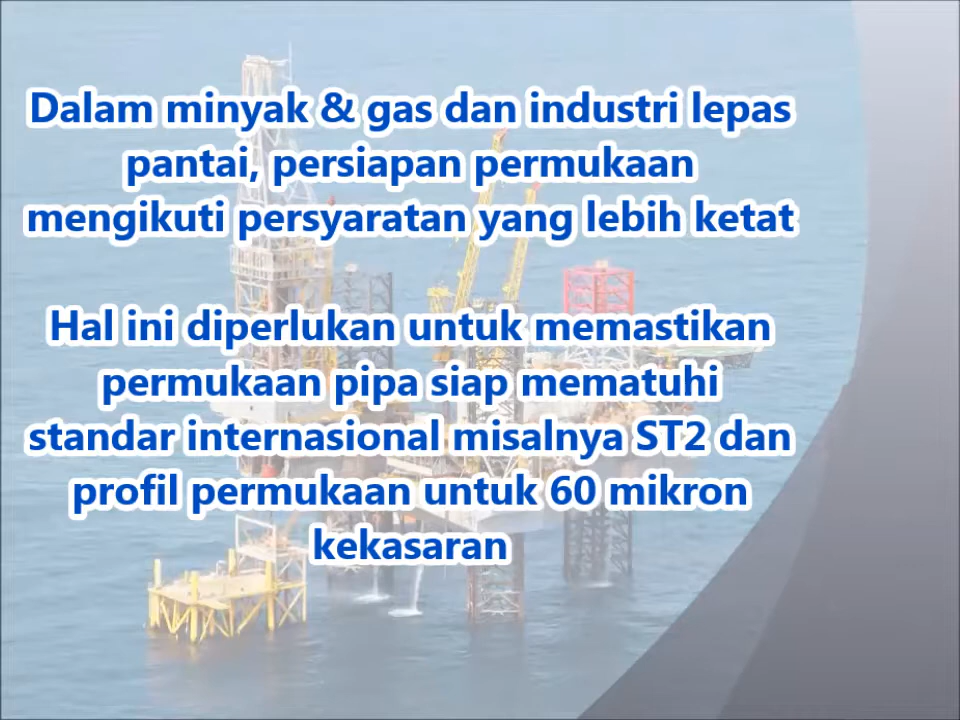 Dalam minyak & gas dan industri lepas
pantai, persiapan permukaan
mengikuti persyaratan yang lebih ketat
Hal ini diperlukan untuk memastikan
permukaan pipa siap mematuhi
standar internasional misalnya ST2 dan
profil permukaan untuk 60 mikron
kekasaran